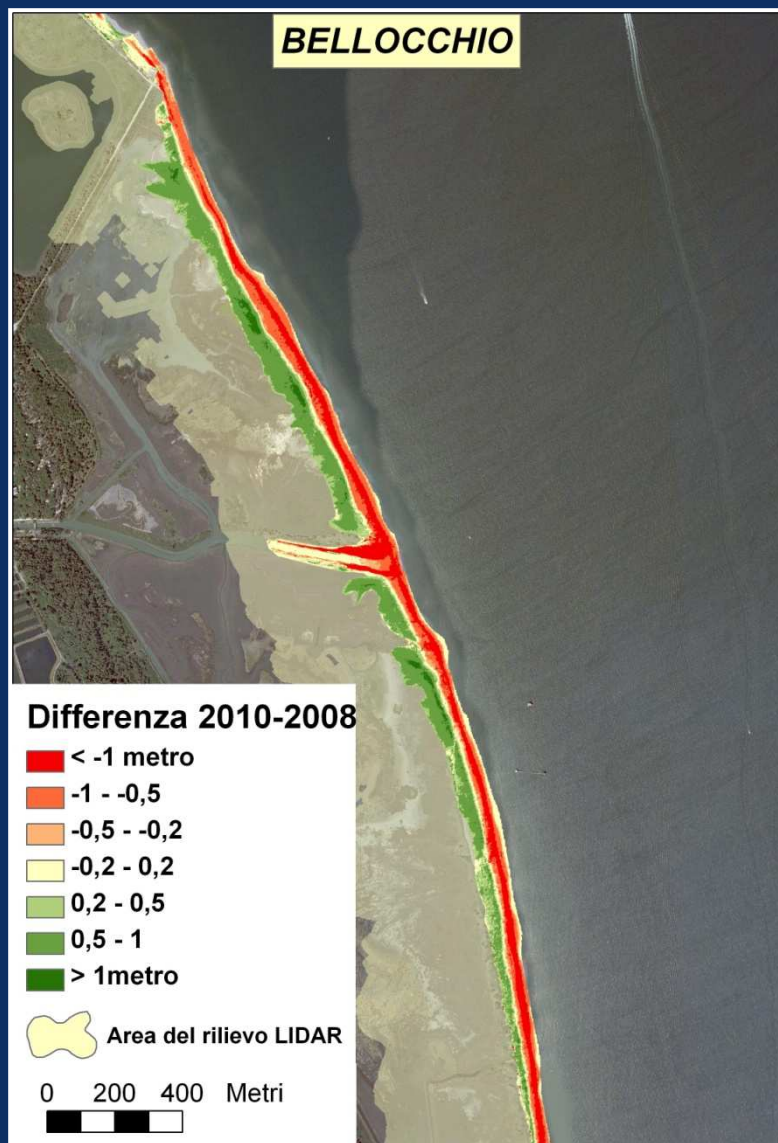 BELLOCCHIO
Differenza 2010-2008
< -1 metro
-1 - -0,5
-0,5 - -0,2
-0,2 - 0,2
0,2 - 0,5
0,5 - 1
> 1metro
Area del rilievo LIDAR
0 200 400 Metri